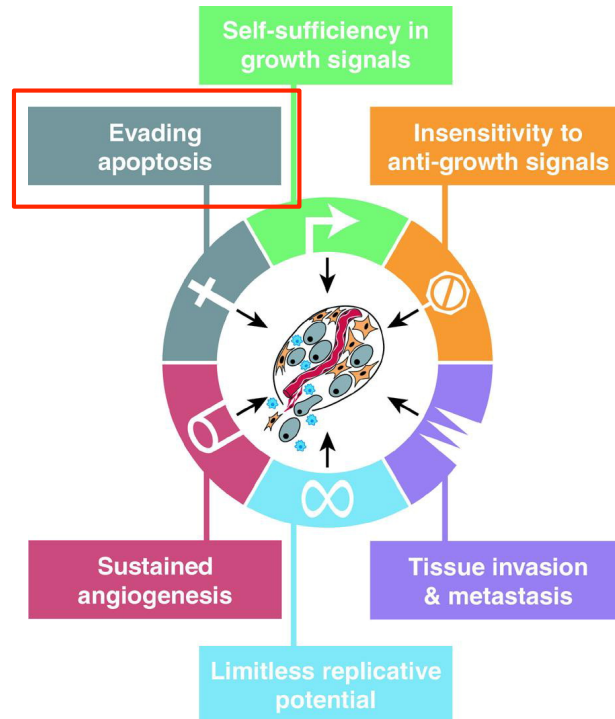 Self-sufficiency in
growth signals
Evading
apoptosis
Insensitivity to
anti-growth signals
Sustained
angiogenesis
Tissue invasion
& metastasis
Limitless replicative
potential